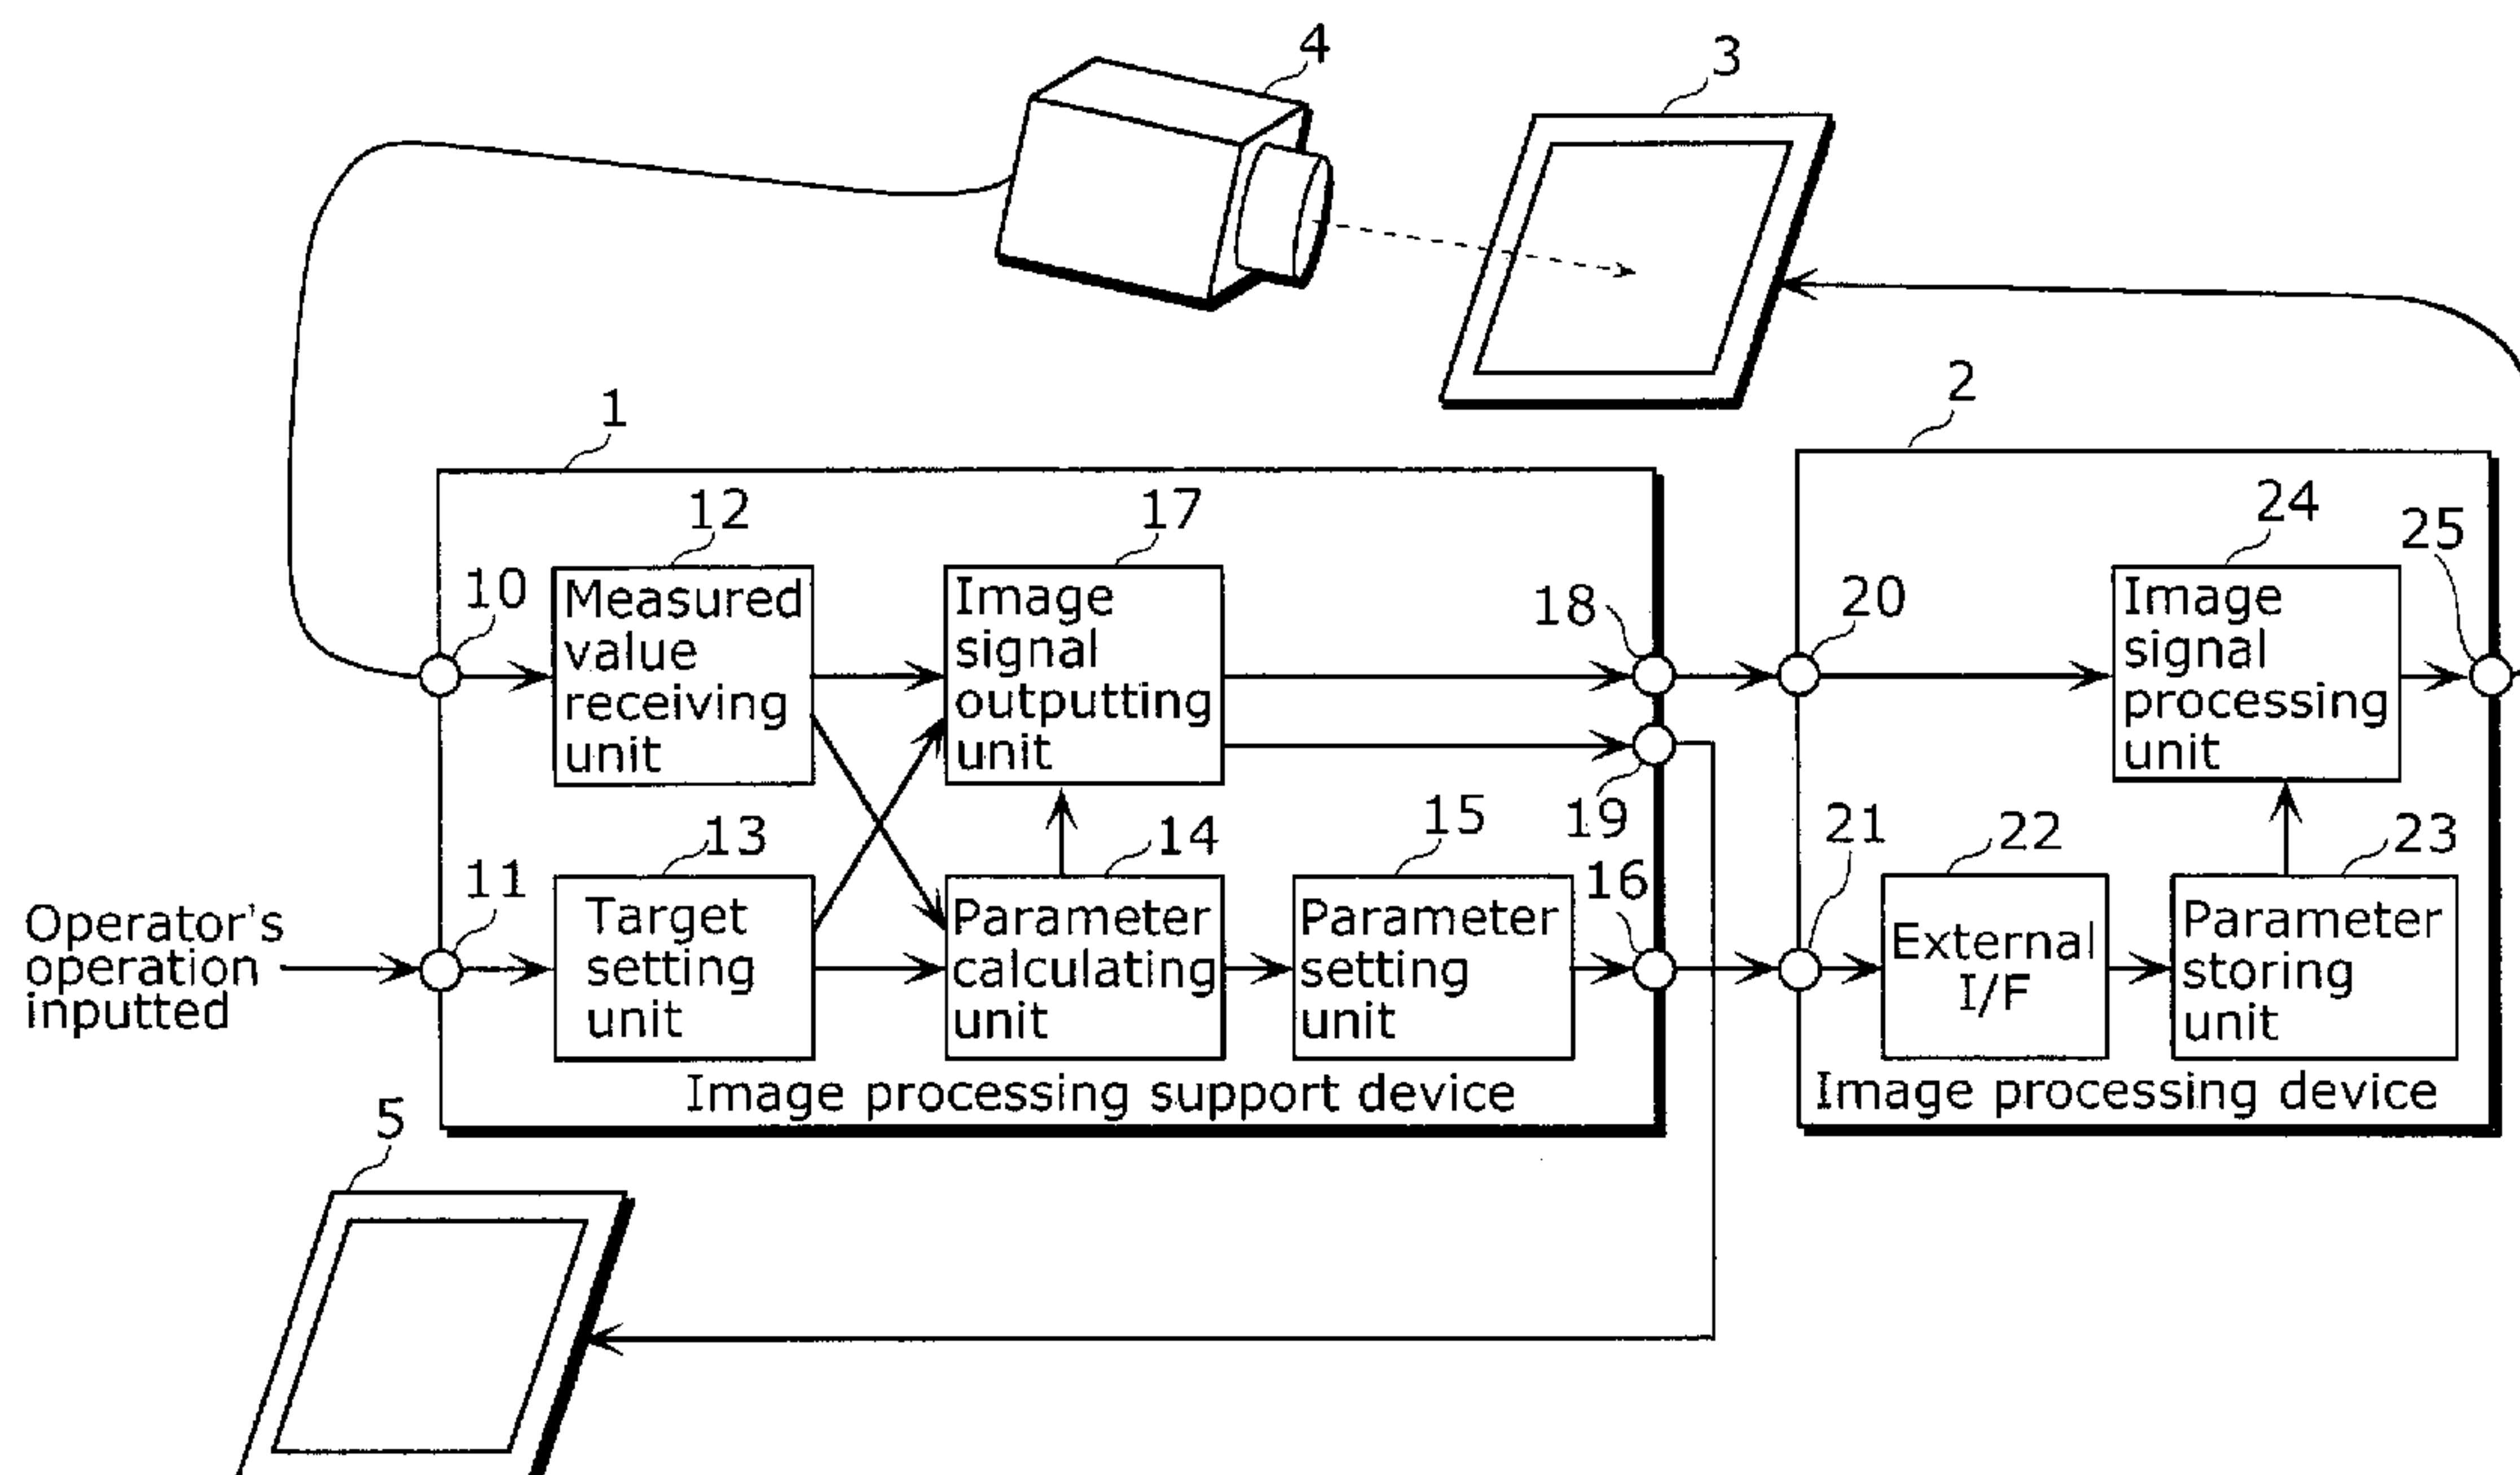 4
3
1
2
12
17
24
25
10
Measured
value
receiving
unit
Image
signal
outputting
unit
18
20
Image
signal
processing
unit
19
13
14
15
16
21
22
23
11
Operator's
operation
inputted
Target
setting
unit
Parameter
calculating
unit
Parameter
setting
unit
External
I/F
Parameter
storing
unit
Image processing support device
Image processing device
5